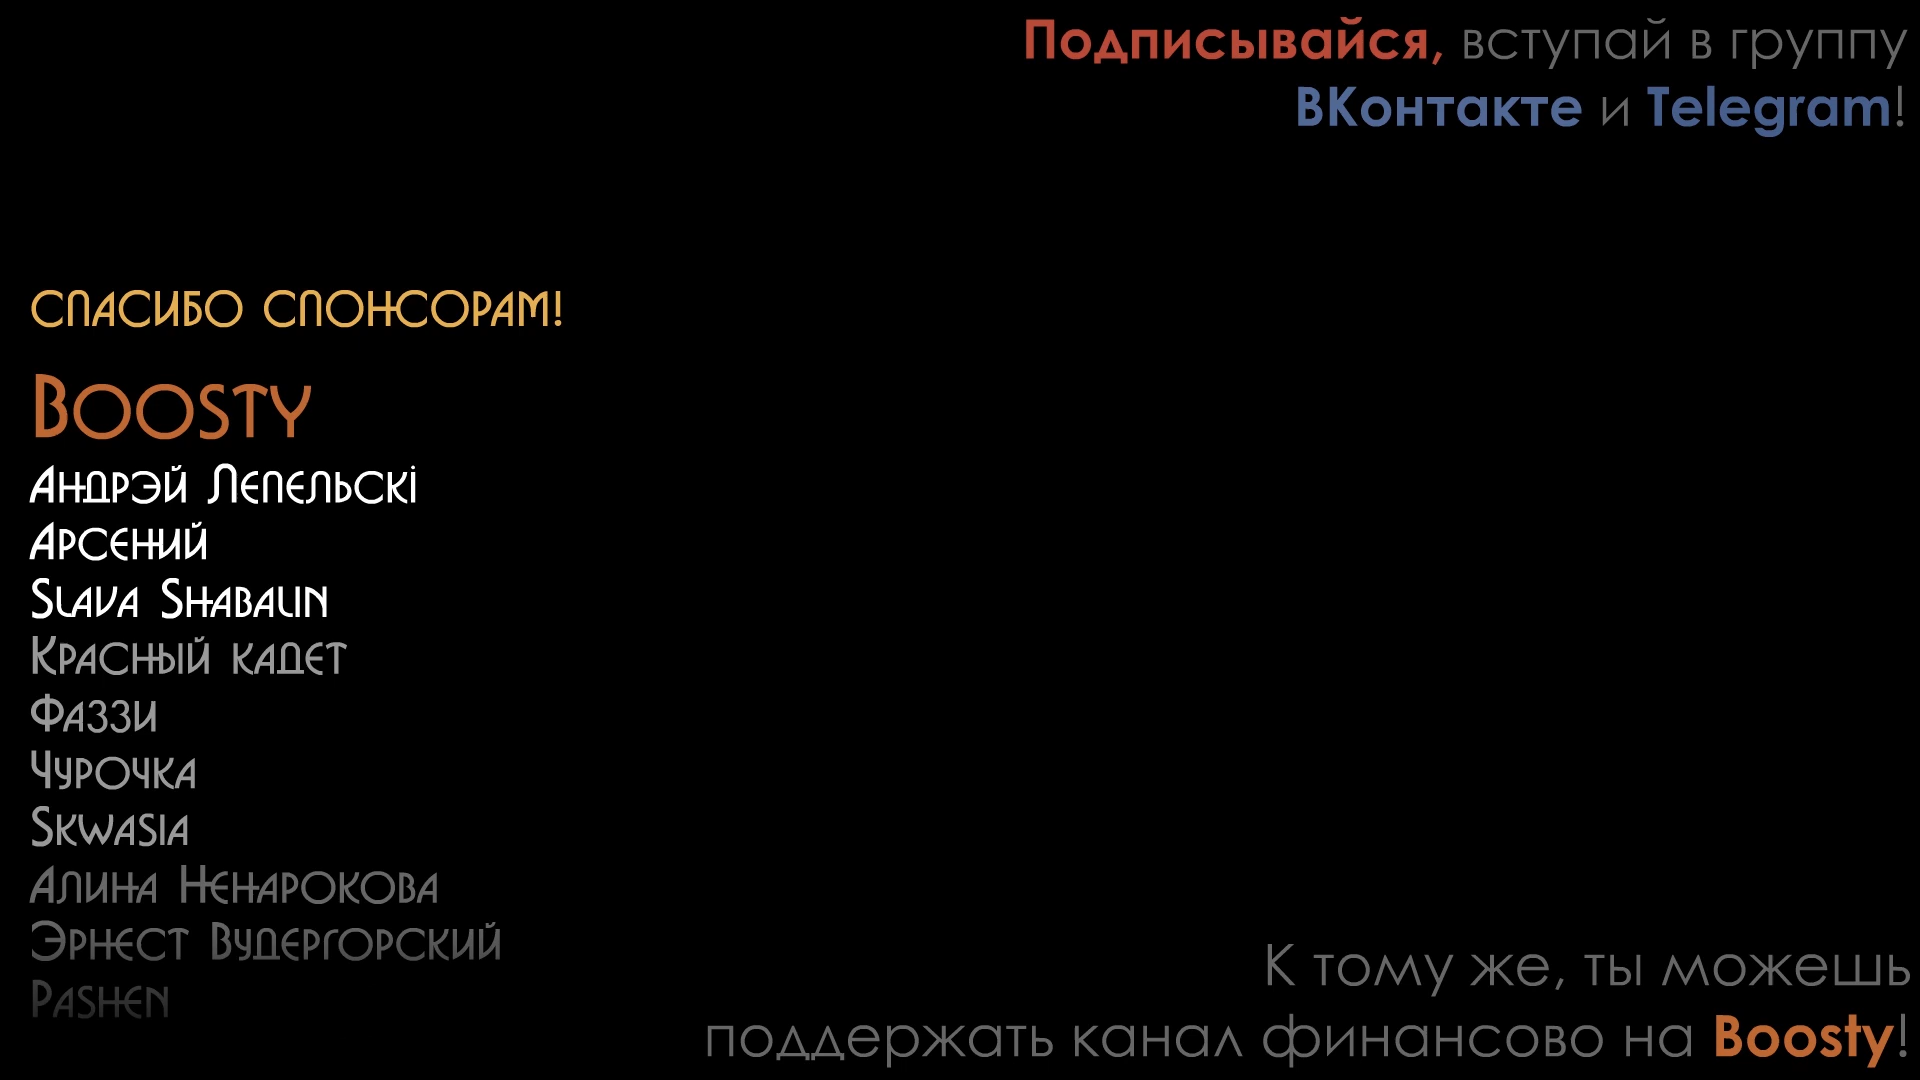 Подписывайся, вступай в группу
ВКонтакте и Telegram!
СПАСИБО СПОНСОРАМ!
Boosty
Андрэй Лепельскі
Арсений
Slava Shabalin
Красный кадет
Фаззи
Чурочка
Skwasia
Алина Ненарокова
Эрнест Вудергорский
Pashen
К тому же, ты можешь
поддержать канал финансово на Boosty!